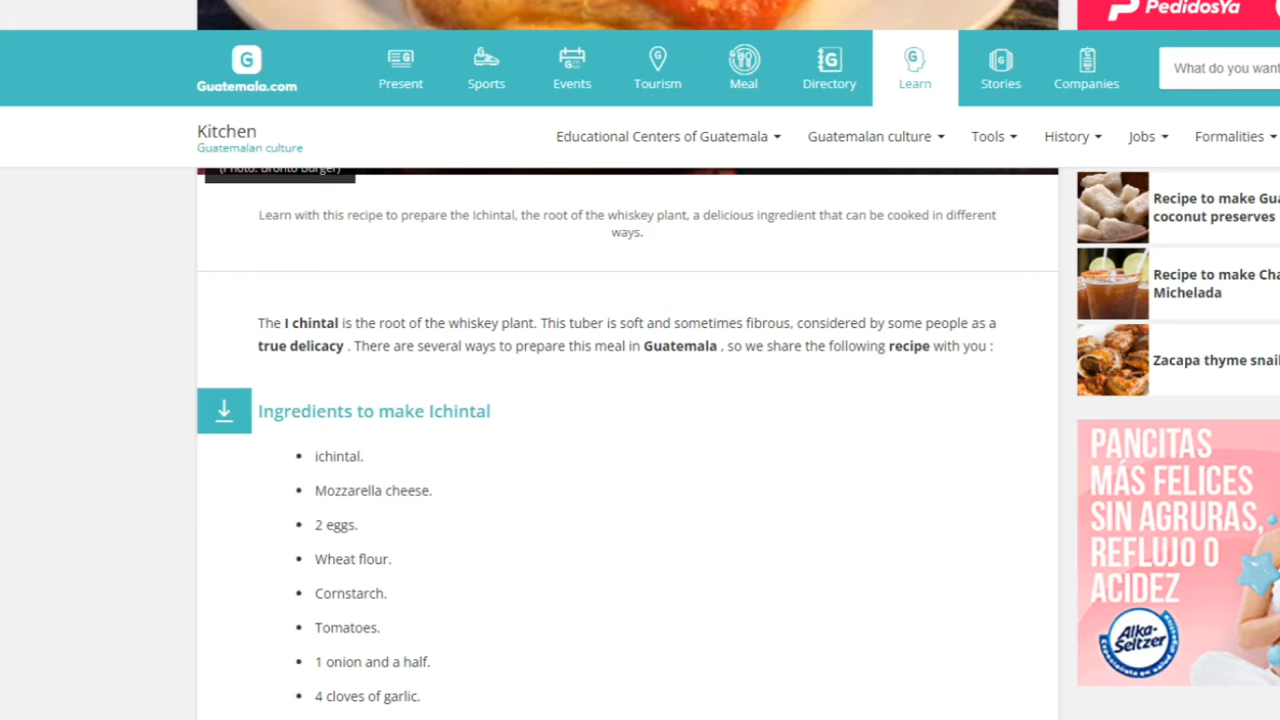 PedidosYa
G
Guatemala.com
Present
Sports
Events
Tourism
Meal
Directory
Learn
Stories
Companies
What do you want
Kitchen
Guatemalan culture
Educational Centers of Guatemala
Guatemalan culture
Tools
History
Jobs
Formalities
(Photo: Bronto Burger)
Learn with this recipe to prepare the Ichintal, the root of the whiskey plant, a delicious ingredient that can be cooked in different
ways.
The I chintal is the root of the whiskey plant. This tuber is soft and sometimes fibrous, considered by some people as a
true delicacy . There are several ways to prepare this meal in Guatemala , so we share the following recipe with you :
Ingredients to make Ichintal
ichintal.
Mozzarella cheese.
2 eggs.
Wheat flour.
Cornstarch.
Tomatoes.
1 onion and a half.
4 cloves of garlic.
Recipe to make Gua
coconut preserves
Recipe to make Cha
Michelada
Zacapa thyme snail
PANCITAS
MÁS FELICES
SIN AGRURAS,
REFLUJO O
ACIDEZ
Alka-
Seltzer